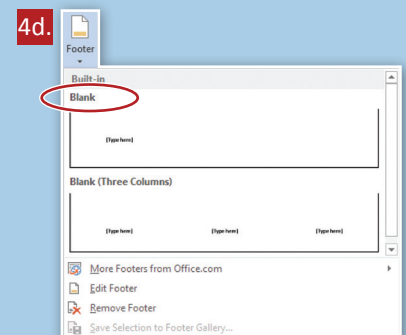 4d.
Footer
Built-in
Blank
[Type here]
Blank (Three Columns)
[Type here] [Type here] [Type here]
More Footers from Office.com
Edit Footer
Remove Footer
Save Selection to Footer Gallery...